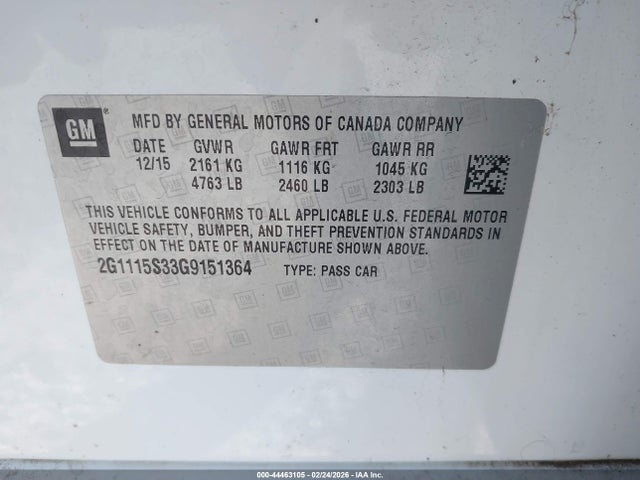 GM
MFD BY GENERAL MOTORS OF CANADA COMPANY
DATE GVWR GAWR FRT GAWR RR
12/15 2161 KG 1116 KG 1045 KG
4763 LB 2460 LB 2303 LB
THIS VEHICLE CONFORMS TO ALL APPLICABLE U.S. FEDERAL MOTOR
VEHICLE SAFETY, BUMPER, AND THEFT PREVENTION STANDARDS IN
EFFECT ON THE DATE OF MANUFACTURE SHOWN ABOVE.
2G1115S33G9151364 TYPE: PASS CAR
000-44463105 - 02/24/2026 - IAAI.com